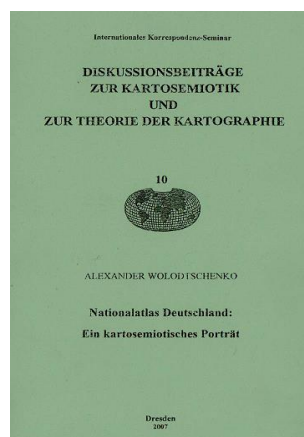 Internationales Korrespondenz-Seminar
DISKUSSIONSBEITRÄGE
ZUR KARTOSEMIOTIK
UND
ZUR THEORIE DER KARTOGRAPHIE
10
ALEXANDER WOLODTSCHENKO
Nationalatlas Deutschland:
Ein kartosemiotisches Porträt
Dresden
2007